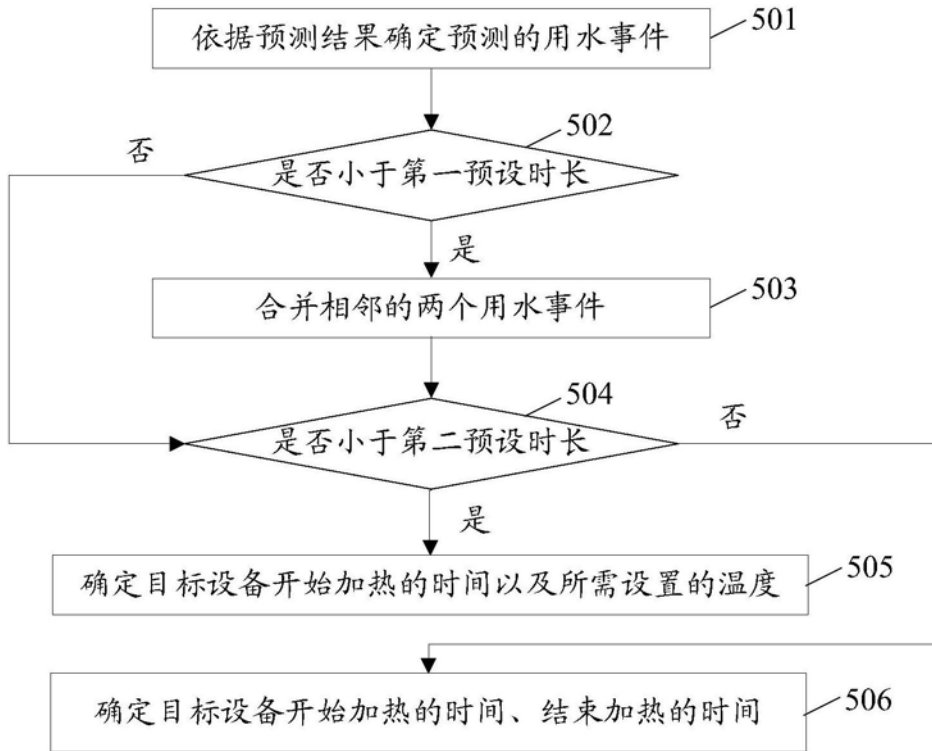 依据预测结果确定预测的用水事件
501
502
否
是否小于第一预设时长
是
合并相邻的两个用水事件
503
504
是否小于第二预设时长
否
是
确定目标设备开始加热的时间以及所需设置的温度
505
确定目标设备开始加热的时间、结束加热的时间
506